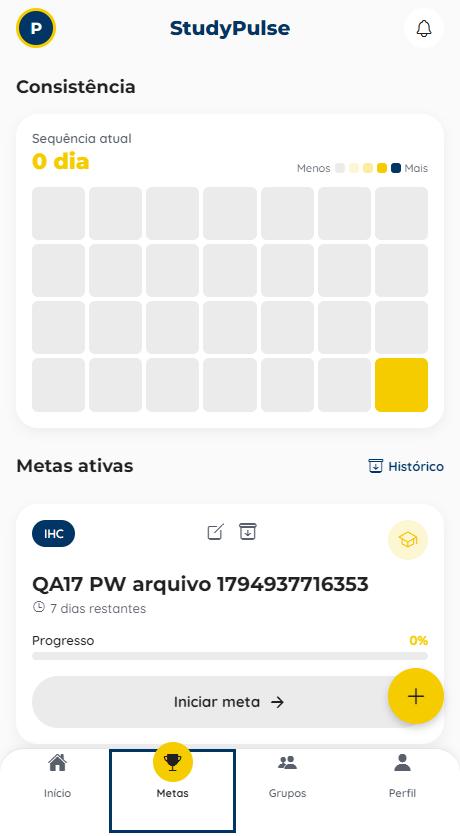 P
StudyPulse
Consistência
Sequência atual
0 dia
Menos Mais
Metas ativas
Histórico
IHC
QA17 PW arquivo 1794937716353
7 dias restantes
Progresso 0%
Iniciar meta →
+
Início Metas Grupos Perfil